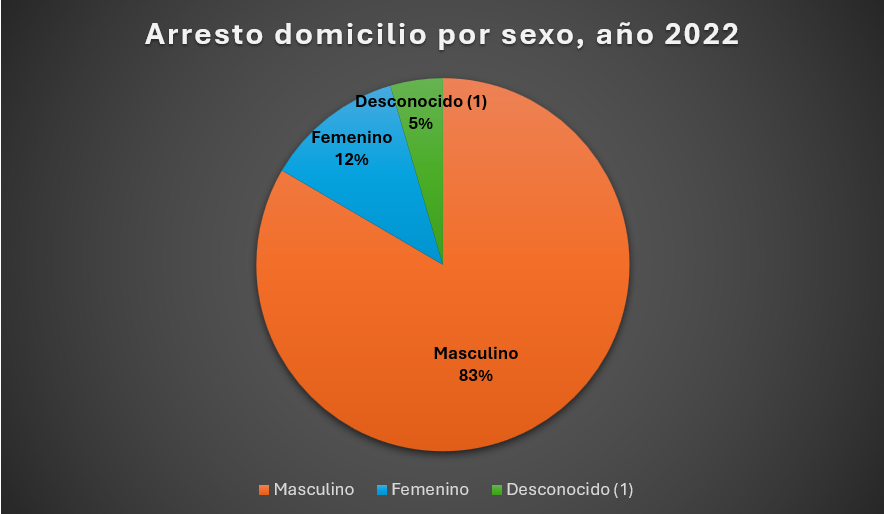 Arresto domicilio por sexo, año 2022
Desconocido (1)
5%
Femenino
12%
Masculino
83%
Masculino Femenino Desconocido (1)